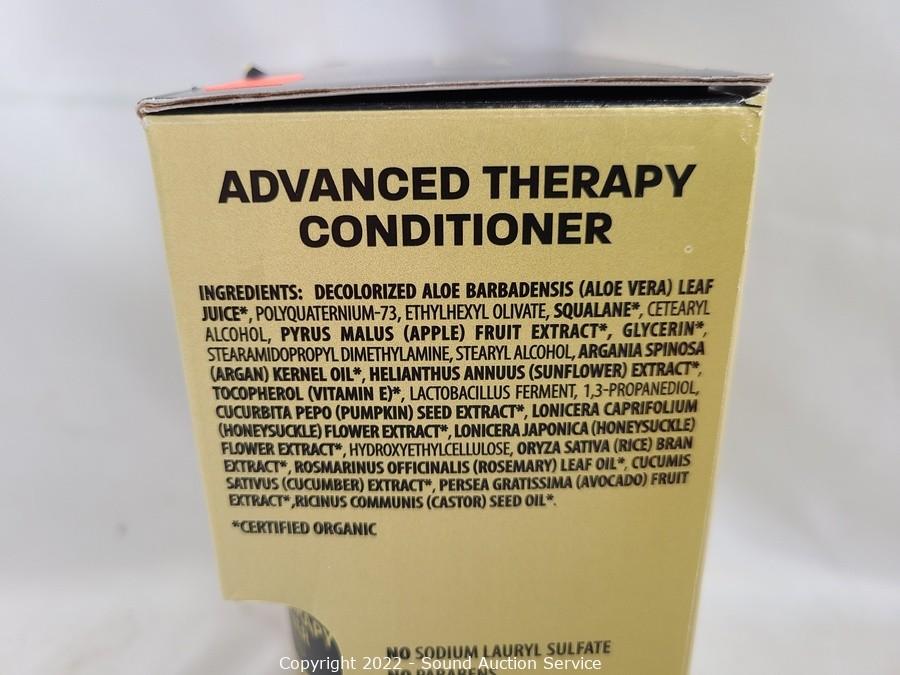 ADVANCED THERAPY
CONDITIONER
INGREDIENTS: DECOLORIZED ALOE BARBADENSIS (ALOE VERA) LEAF
JUICE*, POLYQUATERNIUM-73, ETHYLHEXYL OLIVATE, SQUALANE*, CETEARYL
ALCOHOL, PYRUS MALUS (APPLE) FRUIT EXTRACT*, GLYCERIN*,
STEARAMIDOPROPYL DIMETHYLAMINE, STEARYL ALCOHOL, ARGANIA SPINOSA
(ARGAN) KERNEL OIL*, HELIANTHUS ANNUUS (SUNFLOWER) EXTRACT*,
TOCOPHEROL (VITAMIN E)*, LACTOBACILLUS FERMENT, 1,3-PROPANEDIOL,
CUCURBITA PEPO (PUMPKIN) SEED EXTRACT*, LONICERA CAPRIFOLIUM
(HONEYSUCKLE) FLOWER EXTRACT*, LONICERA JAPONICA (HONEYSUCKLE)
FLOWER EXTRACT*, HYDROXYETHYLCELLULOSE, ORYZA SATIVA (RICE) BRAN
EXTRACT*, ROSMARINUS OFFICINALIS (ROSEMARY) LEAF OIL*, CUCUMIS
SATIVUS (CUCUMBER) EXTRACT*, PERSEA GRATISSIMA (AVOCADO) FRUIT
EXTRACT*,RICINUS COMMUNIS (CASTOR) SEED OIL*.
*CERTIFIED ORGANIC
NO SODIUM LAURYL SULFATE
NO PARABENS
Copyright 2022 - Sound Auction Service